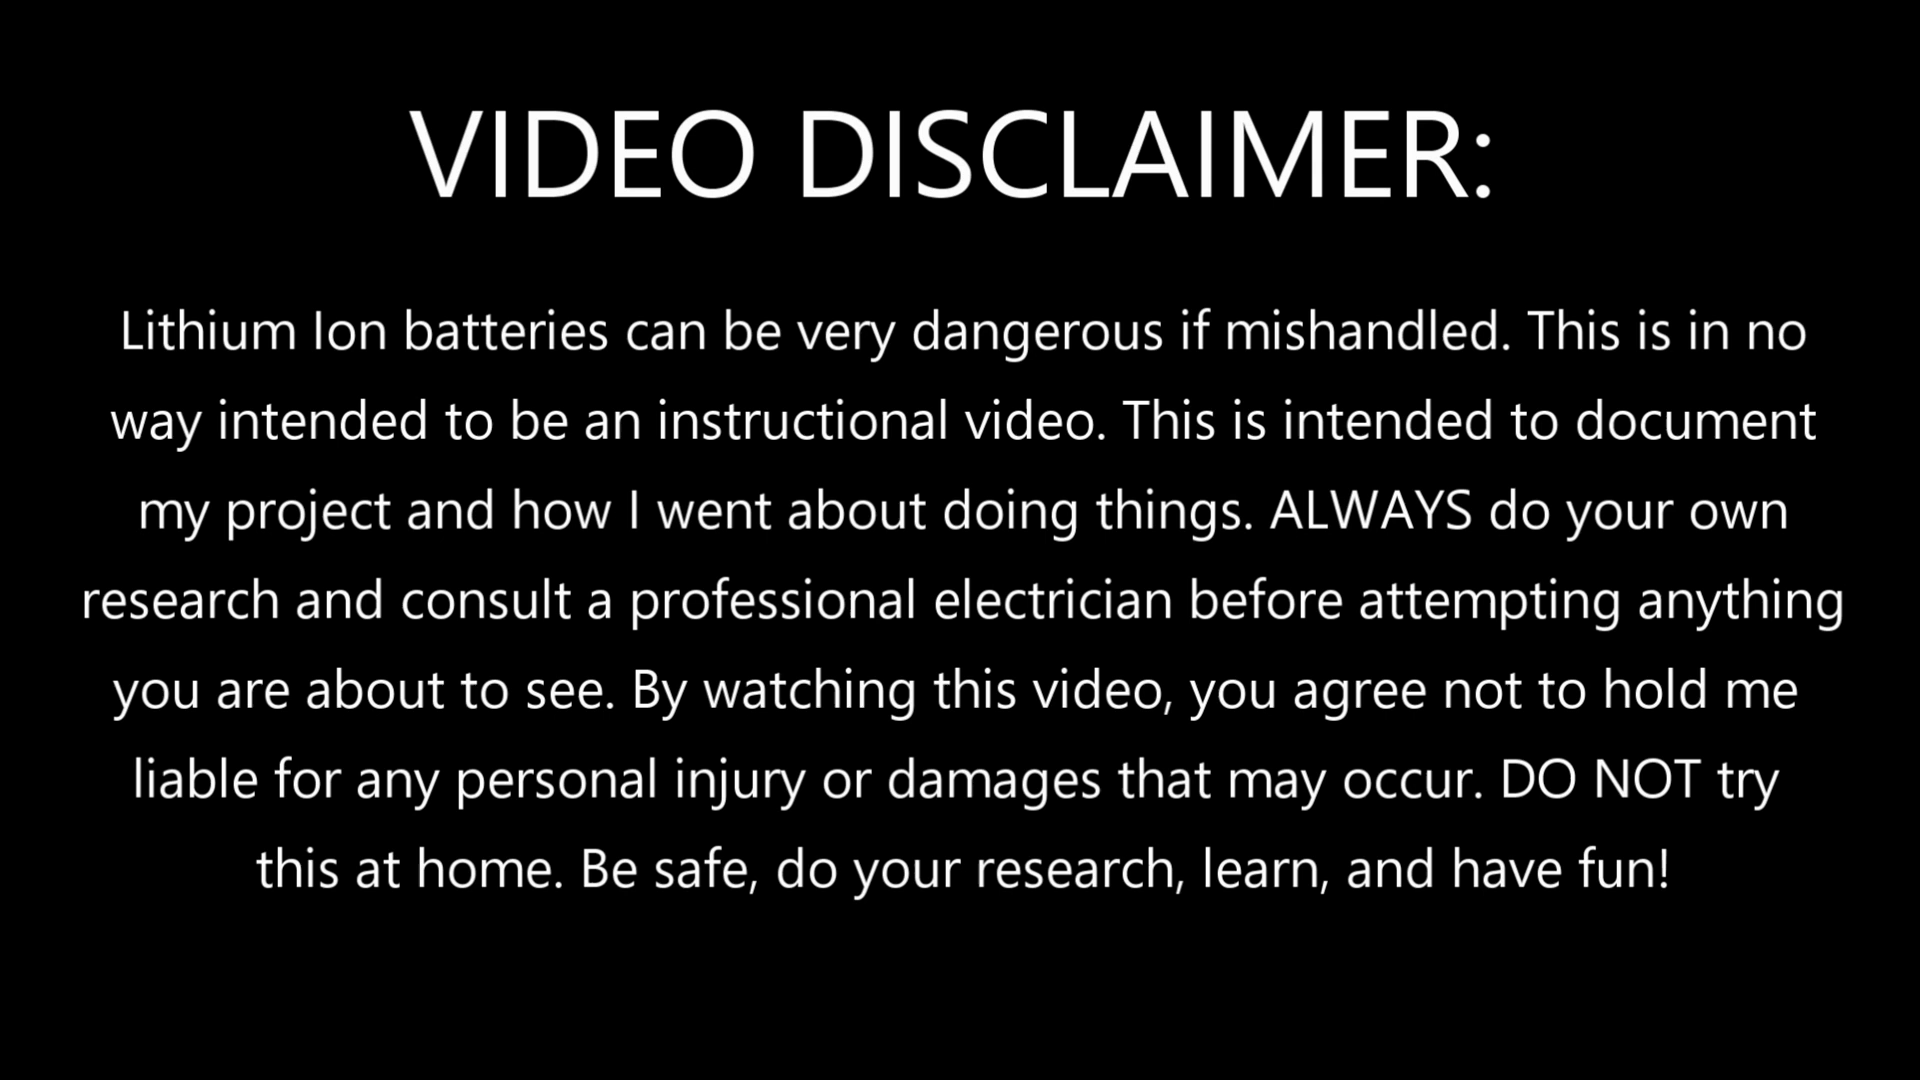 VIDEO DISCLAIMER:
Lithium Ion batteries can be very dangerous if mishandled. This is in no
way intended to be an instructional video. This is intended to document
my project and how I went about doing things. ALWAYS do your own
research and consult a professional electrician before attempting anything
you are about to see. By watching this video, you agree not to hold me
liable for any personal injury or damages that may occur. DO NOT try
this at home. Be safe, do your research, learn, and have fun!